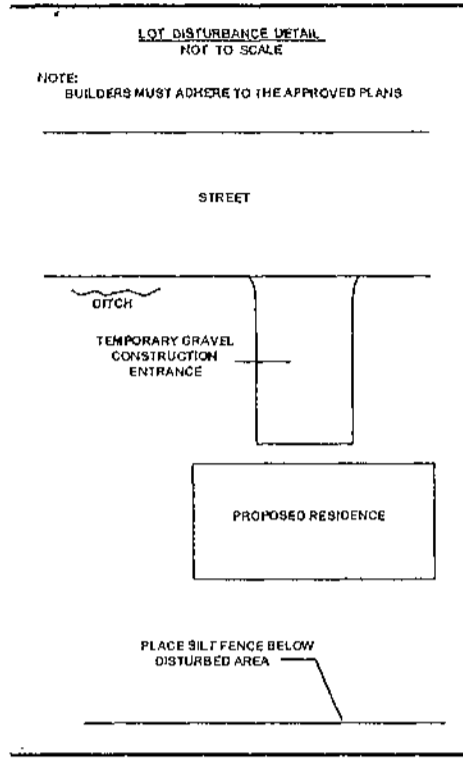 LOT DISTURBANCE DETAIL
NOT TO SCALE
NOTE:
BUILDERS MUST ADHERE TO THE APPROVED PLANS
STREET
DITCH
TEMPORARY GRAVEL
CONSTRUCTION
ENTRANCE
PROPOSED RESIDENCE
PLACE SILT FENCE BELOW
DISTURBED AREA